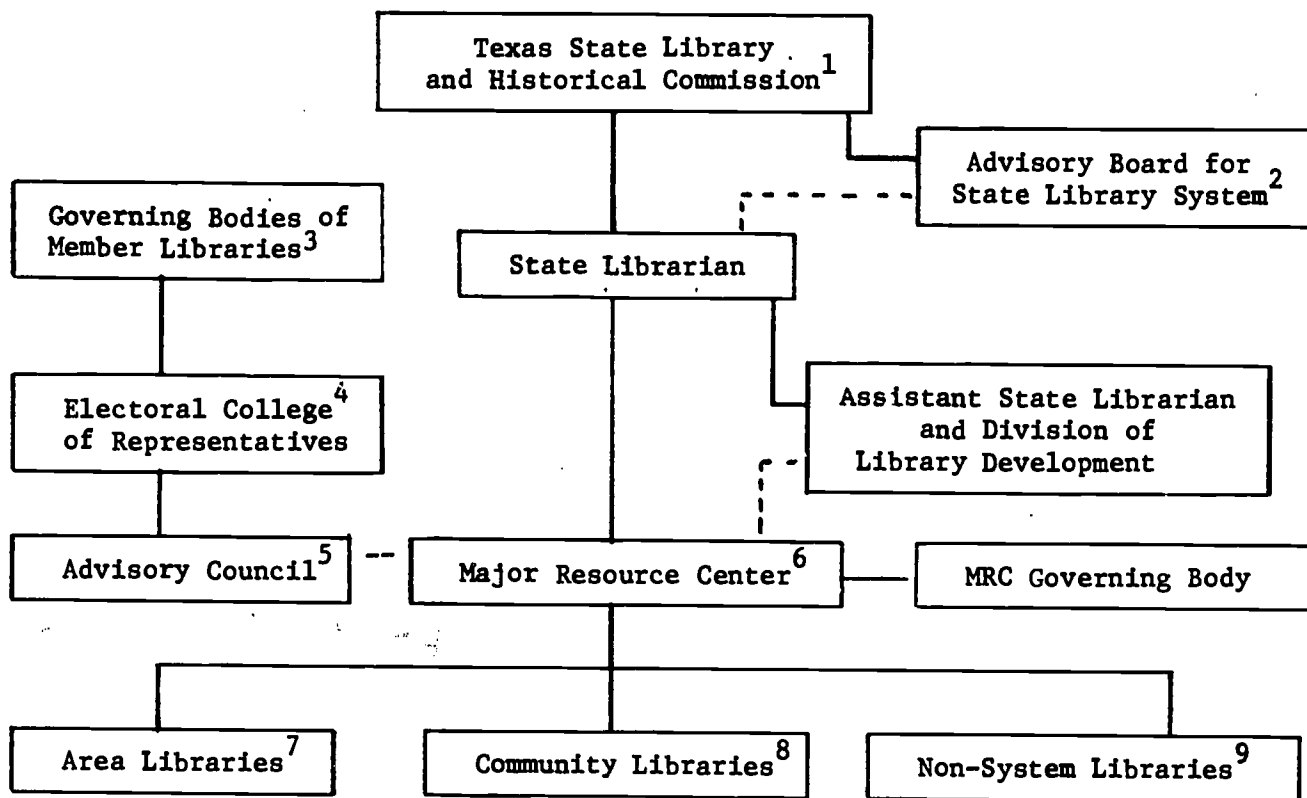 Texas State Library
and Historical Commission1
Advisory Board for
State Library System2
Governing Bodies of
Member Libraries3
State Librarian
Electoral College4
of Representatives
Assistant State Librarian
and Division of
Library Development
Advisory Council5
Major Resource Center6
MRC Governing Body
Area Libraries7
Community Libraries8
Non-System Libraries9